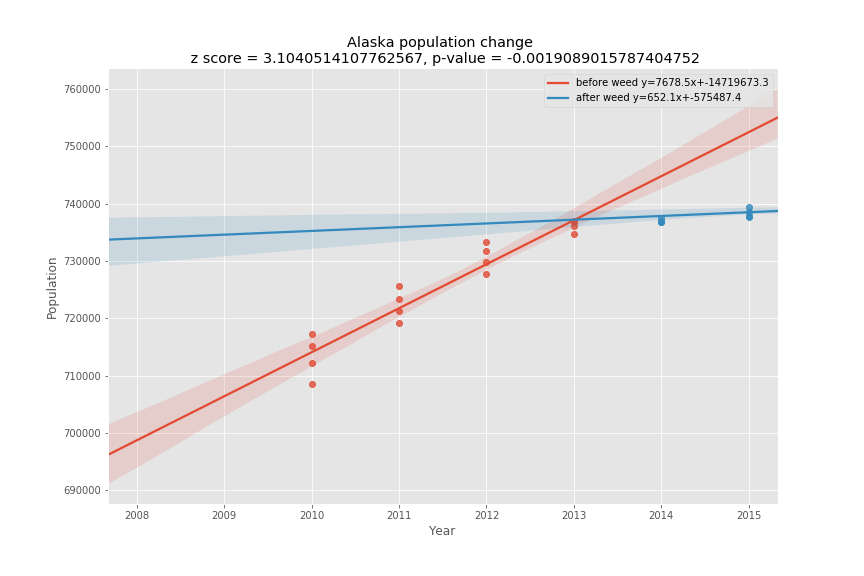 Alaska population change
z score = 3.1040514107762567, p-value = -0.0019089015787404752
before weed y=7678.5x+-14719673.3
after weed y=652.1x+-575487.4
Population
760000
750000
740000
730000
720000
710000
700000
690000
2008 2009 2010 2011 2012 2013 2014 2015
Year